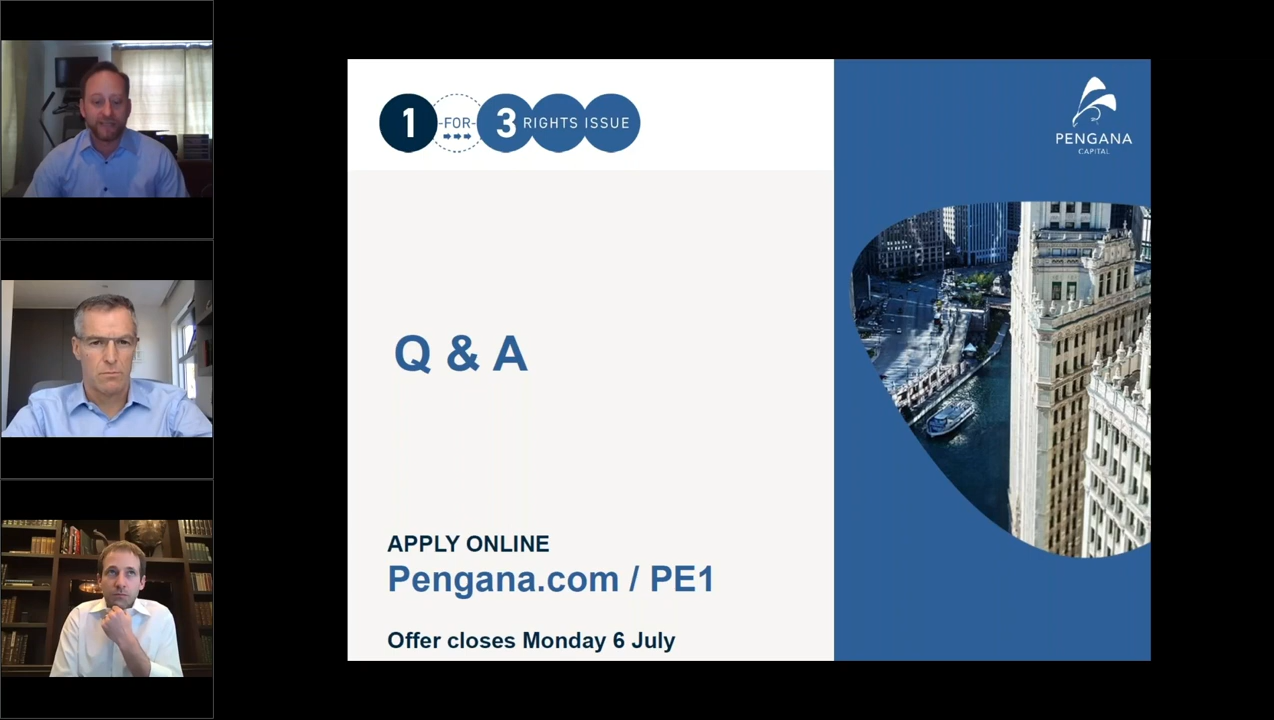 1 -FOR- 3 RIGHTS ISSUE
PENGANA
CAPITAL
Q & A
APPLY ONLINE
Pengana.com / PE1
Offer closes Monday 6 July